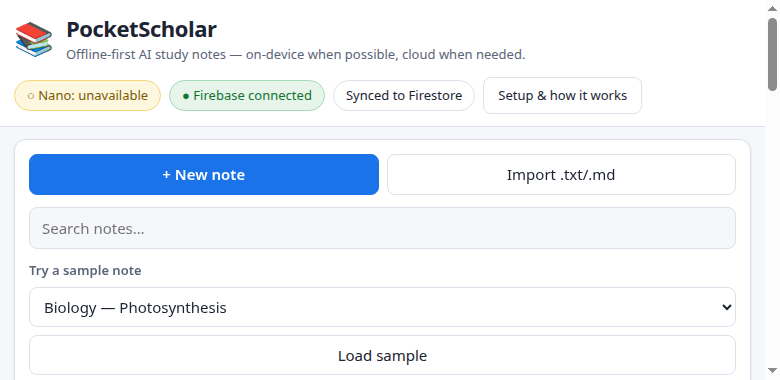 PocketScholar
Offline-first AI study notes — on-device when possible, cloud when needed.
○ Nano: unavailable
● Firebase connected
Synced to Firestore
Setup & how it works
+ New note
Import .txt/.md
Search notes...
Try a sample note
Biology — Photosynthesis
Load sample